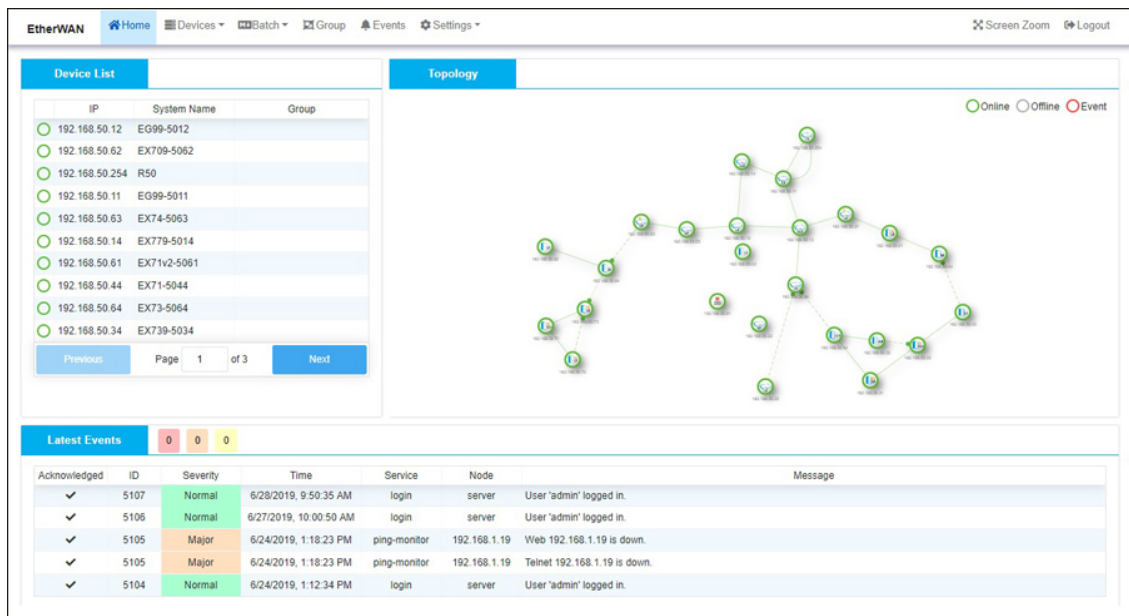 EtherWAN Home Devices Batch Group Events Settings Screen Zoom Logout
Device List
Topology
IP System Name Group
Online Offline Event
192.168.50.12 EG99-5012
192.168.50.62 EX709-5062
192.168.50.254 R50
192.168.50.11 EG99-5011
192.168.50.63 EX74-5063
192.168.50.14 EX779-5014
192.168.50.61 EX71v2-5061
192.168.50.44 EX71-5044
192.168.50.64 EX73-5064
192.168.50.34 EX739-5034
Previous Page 1 of 3 Next
Latest Events 0 0 0
Acknowledged ID Severity Time Service Node Message
5107 Normal 6/28/2019, 9:50:35 AM login server User 'admin' logged in.
5106 Normal 6/27/2019, 10:00:50 AM login server User 'admin' logged in.
5105 Major 6/24/2019, 1:18:23 PM ping-monitor 192.168.1.19 Web 192.168.1.19 is down.
5105 Major 6/24/2019, 1:18:23 PM ping-monitor 192.168.1.19 Telnet 192.168.1.19 is down.
5104 Normal 6/24/2019, 1:12:34 PM login server User 'admin' logged in.